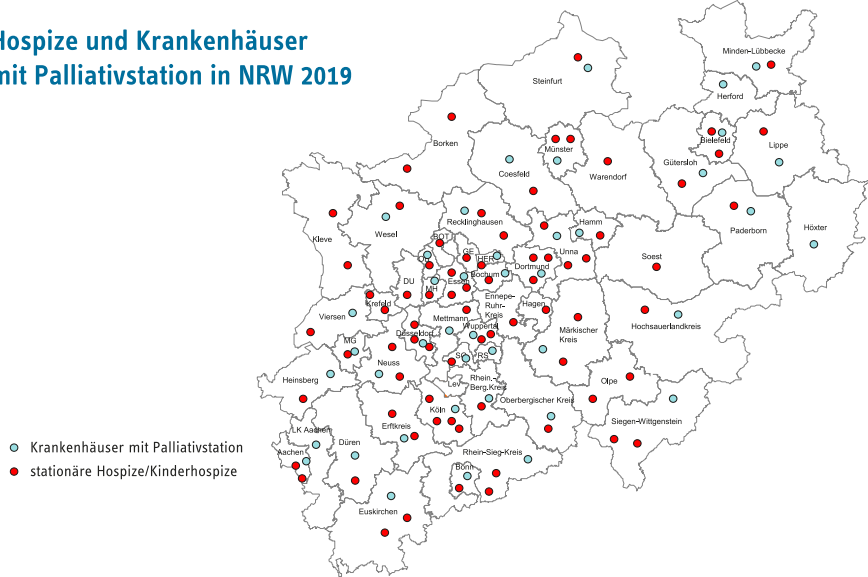 Hospize und Krankenhäuser
mit Palliativstation in NRW 2019
Minden-Lübbecke
Steinfurt
Herford
Borken
Münster
Bielefeld
Lippe
Coesfeld
Gütersloh
Warendorf
Recklinghausen
Hamm
Wesel
Paderborn
Höxter
Kleve
BOT
GE
Unna
OB
HER
Soest
Bochum
Dortmund
DU
Essen
MH
Ennepe-
Ruhr-
Kreis
Krefeld
Hagen
Viersen
Mettmann
Wuppertal
Hochsauerlandkreis
Düsseldorf
Märkischer
Kreis
MG
SG
RS
Neuss
Heinsberg
Lev
Rhein.-
Berg.Kreis
Olpe
Oberbergischer Kreis
Köln
Erftkreis
Siegen-Wittgenstein
LK Aachen
Düren
Krankenhäuser mit Palliativstation
Aachen
Rhein-Sieg-Kreis
stationäre Hospize/Kinderhospize
Bonn
Euskirchen